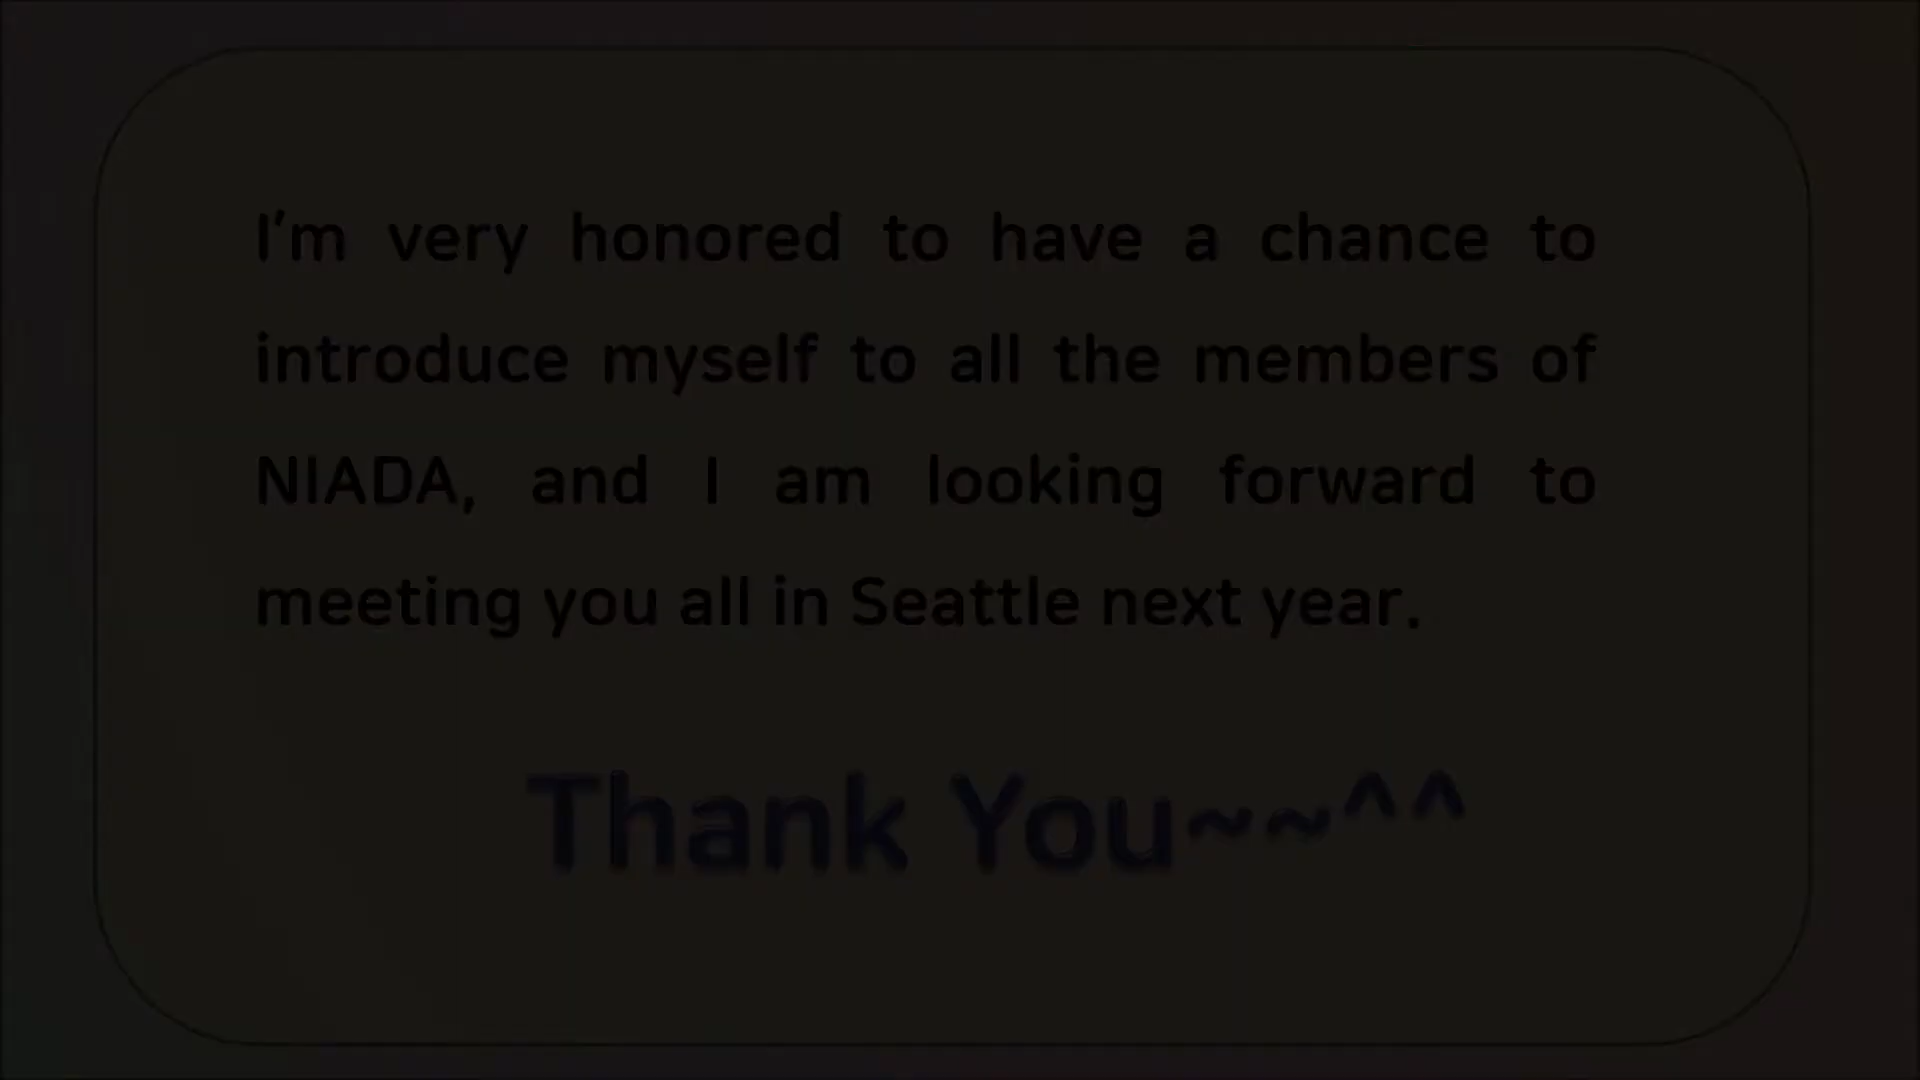 I'm very honored to have a chance to
introduce myself to all the members of
NIADA, and I am looking forward to
meeting you all in Seattle next year.
Thank You~~^^